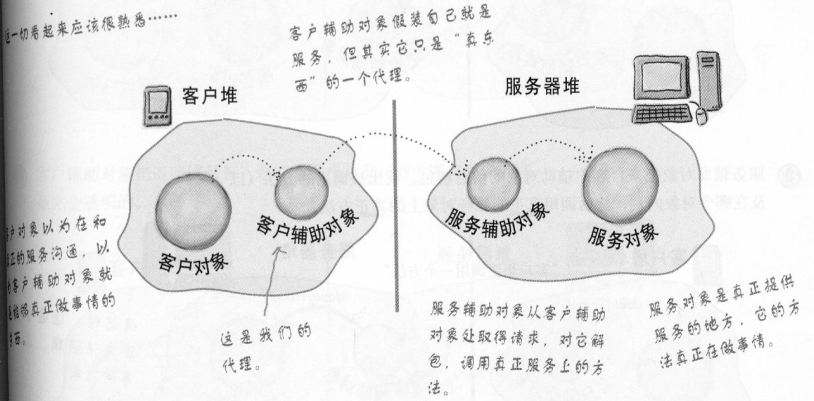 这一切看起来应该很熟悉……
客户辅助对象假装自己就是
服务，但其实它只是“真东
西”的一个代理。
客户堆
服务器堆
客户对象
客户辅助对象
服务辅助对象
服务对象
户对象以为在和
正的服务沟通，以
客户辅助对象就
能够真正做事情的
西。
这是我们的
代理。
服务辅助对象从客户辅助
对象处取得请求，对它解
包，调用真正服务上的方
法。
服务对象是真正提供
服务的地方，它的方
法真正在做事情。